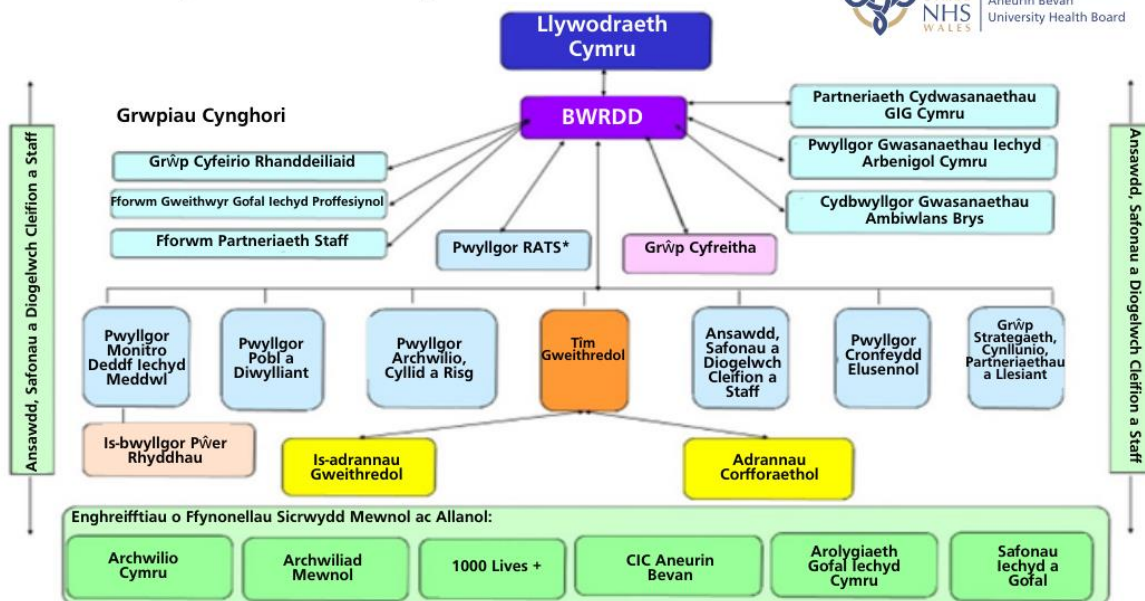 Aneurin Bevan
NHS
University Health Board
WALES
Llywodraeth
Cymru
Grwpiau Cynghori
BWRDD
Partneriaeth Cydwasanaethau
GIG Cymru
Grŵp Cyfeirio Rhanddeiliaid
Pwyllgor Gwasanaethau Iechyd
Arbenigol Cymru
Fforwm Gweithwyr Gofal Iechyd Proffesiynol
Cydbwyllgor Gwasanaethau
Ambiwlans Brys
Fforwm Partneriaeth Staff
Pwyllgor RATS*
Grŵp Cyfreitha
Ansawdd, Safonau a Diogelwch Cleifion a Staff
Ansawdd, Safonau a Diogelwch Cleifion a Staff
Pwyllgor
Monitro
Deddf Iechyd
Meddwl
Pwyllgor
Pobl a
Diwylliant
Pwyllgor
Archwilio,
Cyllid a Risg
Tîm
Gweithredol
Ansawdd,
Safonau a
Diogelwch
Cleifion a
Staff
Pwyllgor
Cronfeydd
Elusennol
Grŵp
Strategaeth,
Cynllunio,
Partneriaethau
a Llesiant
Is-bwyllgor Pŵer
Rhyddhau
Is-adrannau
Gweithredol
Adrannau
Corfforaethol
Enghreifftiau o Ffynonellau Sicrwydd Mewnol ac Allanol:
Archwilio
Cymru
Archwiliad
Mewnol
1000 Lives +
CIC Aneurin
Bevan
Arolygiaeth
Gofal Iechyd
Cymru
Safonau
Iechyd a
Gofal